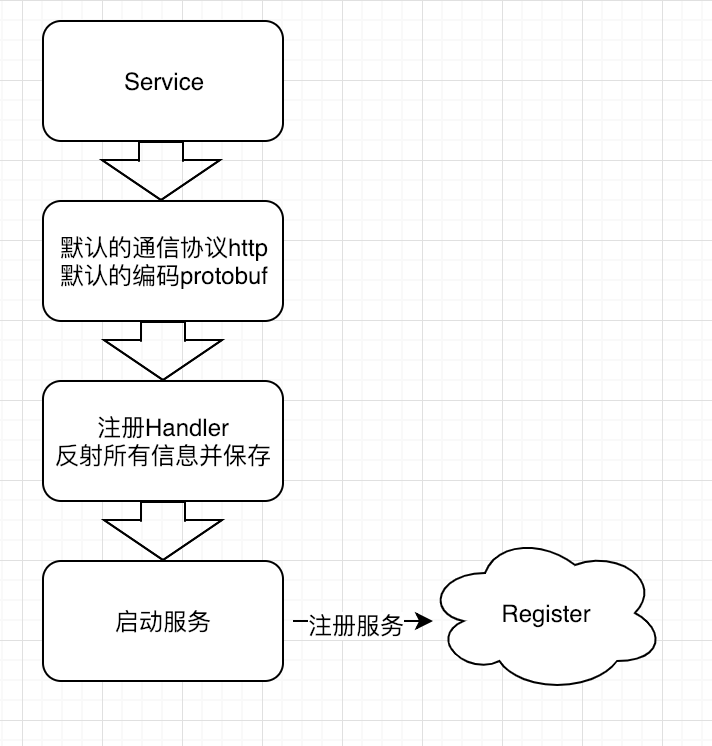 Service
默认的通信协议http
默认的编码protobuf
注册Handler
反射所有信息并保存
启动服务
注册服务
Register